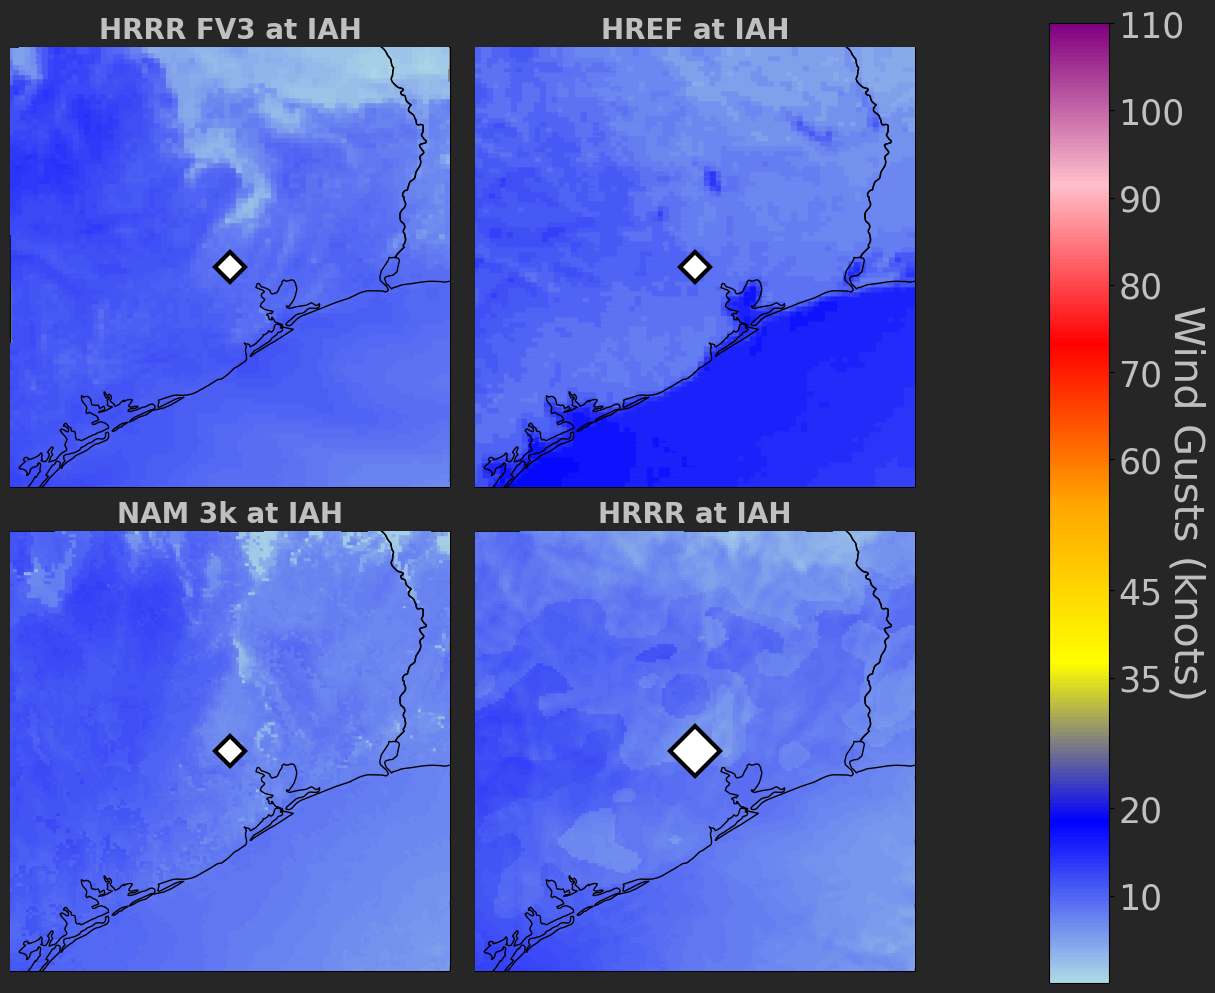 HRRR FV3 at IAH
HREF at IAH
NAM 3k at IAH
HRRR at IAH
110
100
90
80
70
60
45
35
20
10
Wind Gusts (knots)